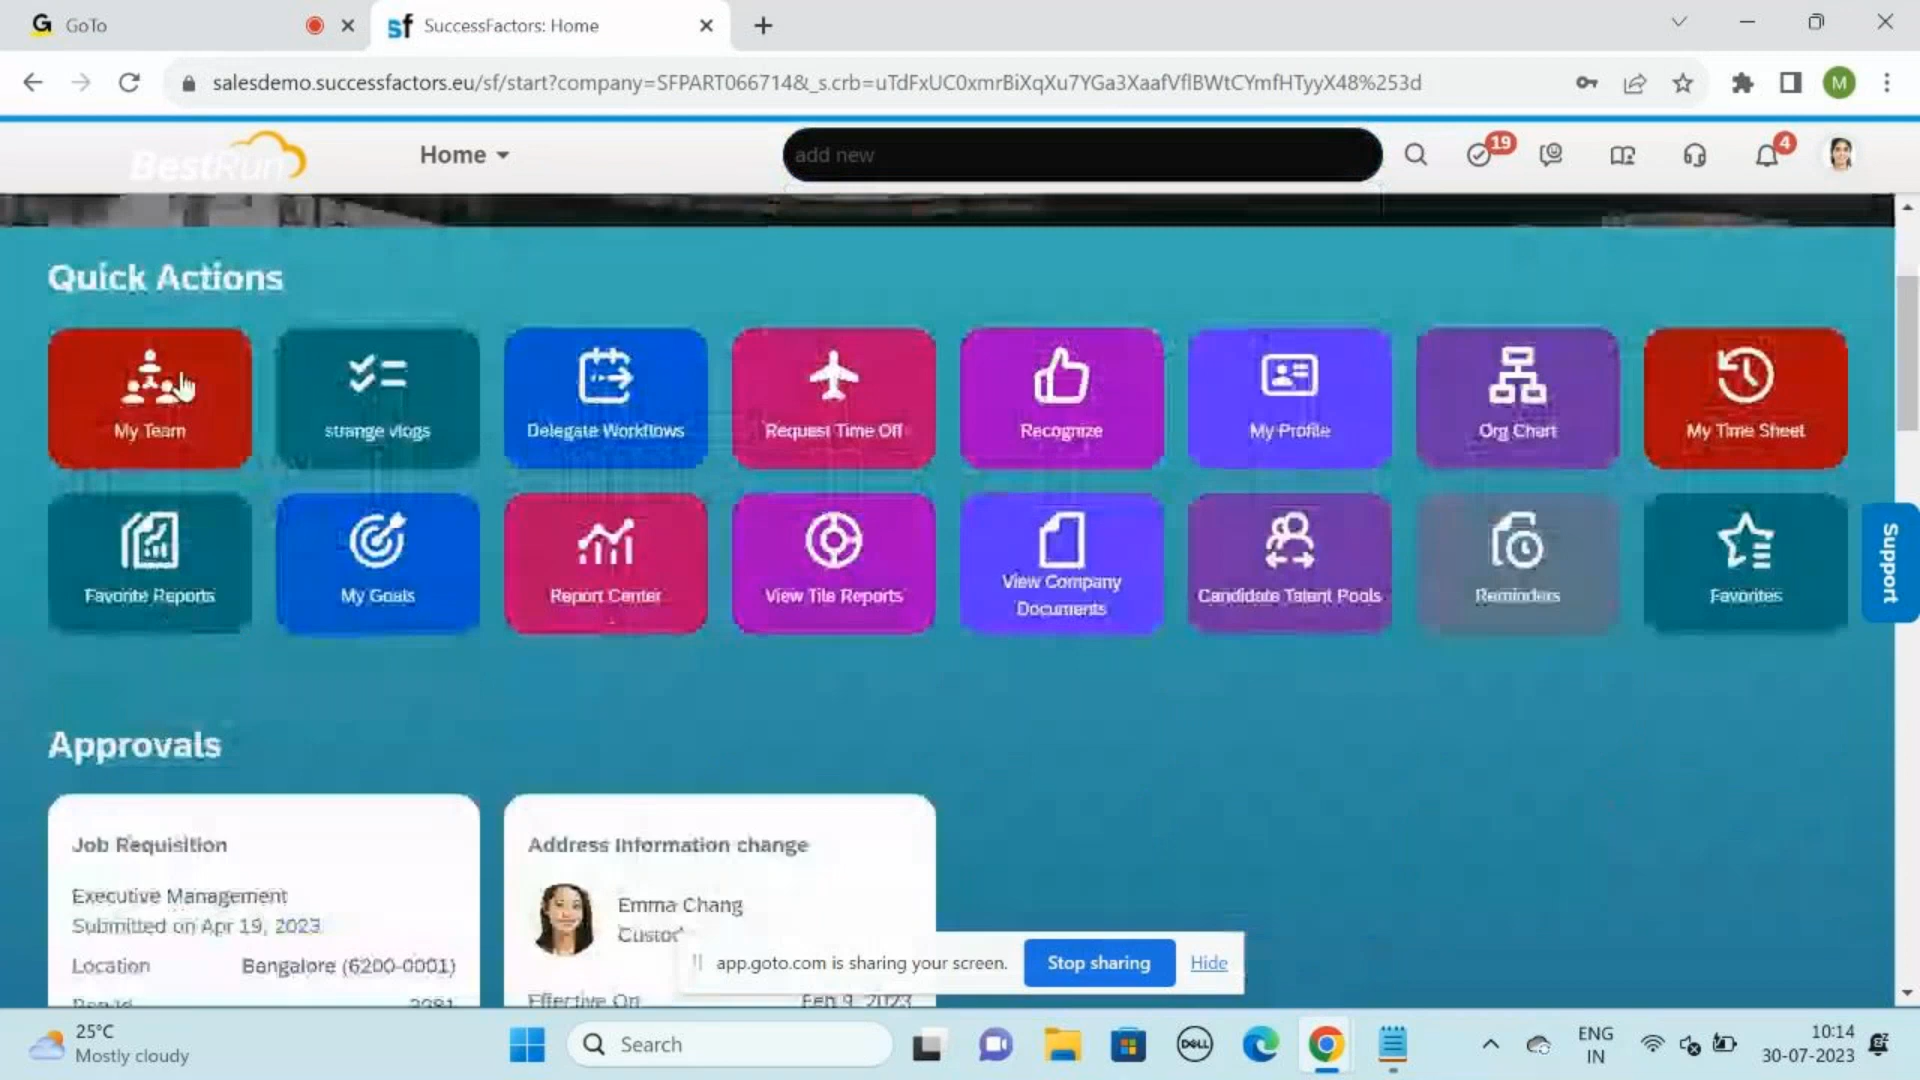 GoTo
SuccessFactors: Home
salesdemo.successfactors.eu/sf/start?company=SFPART066714&_s.crb=uTdFxUC0xmrBiXqXu7YGa3XaafVflBWtCYmfHTyyX48%253d
M
BestRun
Home
add new
19
4
Quick Actions
My Team
strange vlogs
Delegate Workflows
Request Time Off
Recognize
My Profile
Org Chart
My Time Sheet
Favorite Reports
My Goals
Report Center
View Tile Reports
View Company
Documents
Candidate Talent Pools
Reminders
Favorites
Support
Approvals
Job Requisition
Executive Management
Submitted on Apr 19, 2023
Location Bangalore (6200-0001)
Address Information change
Emma Chang
Effective On Feb 9, 2023
app.goto.com is sharing your screen.
Stop sharing
Hide
25°C
Mostly cloudy
Search
DELL
ENG
IN
10:14
30-07-2023